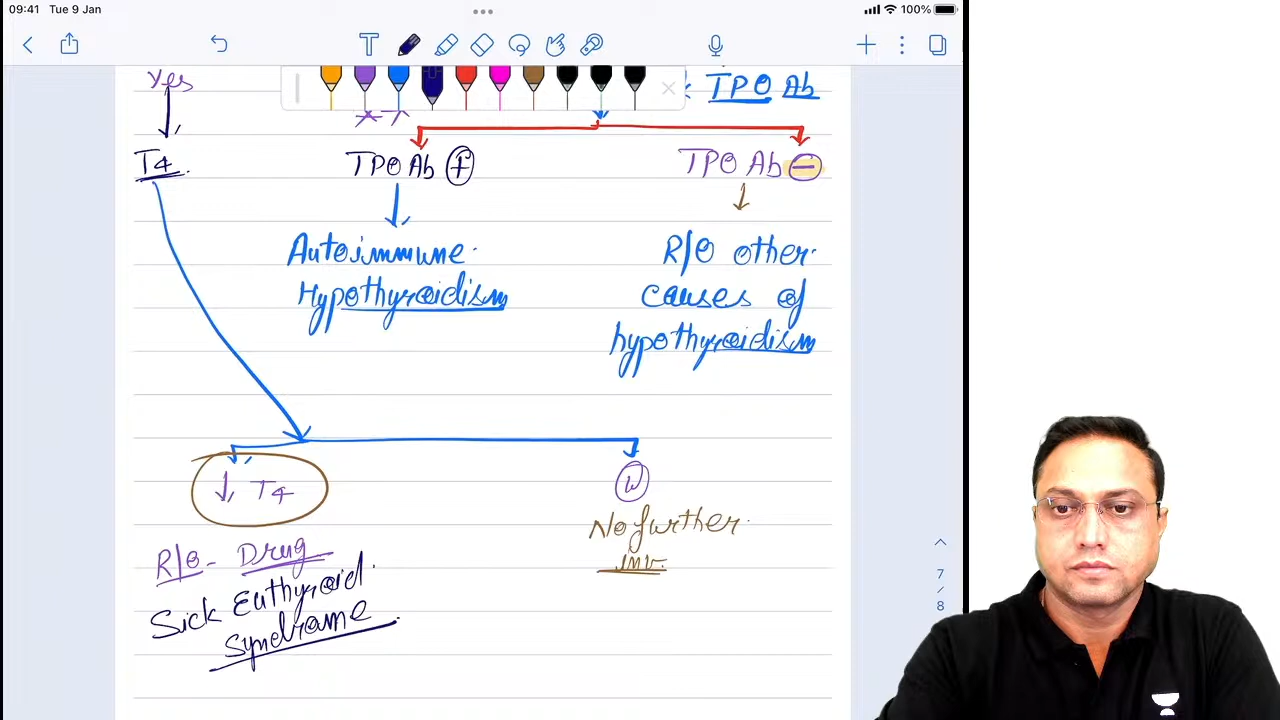 09:41 Tue 9 Jan
100%
Yes
TPO Ab
T4.
TPO Ab +
TPO Ab −
Autoimmune
Hypothyroidism
R/O other
causes of
hypothyroidism
↓ T4
N
No further
inv.
R/O - Drug
Sick Euthyroid
Syndrome.
7
/
8